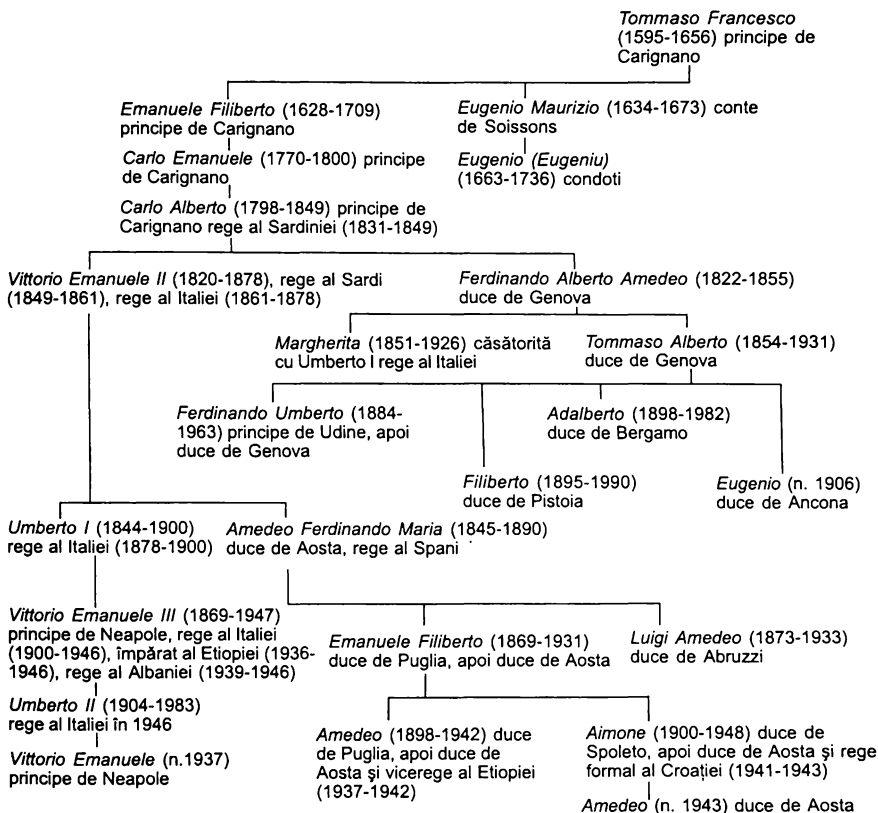 Tommaso Francesco
(1595-1656) principe de
Carignano
Emanuele Filiberto (1628-1709)
principe de Carignano
Eugenio Maurizio (1634-1673) conte
de Soissons
Carlo Emanuele (1770-1800) principe
de Carignano
Eugenio (Eugeniu)
(1663-1736) condoti
Carlo Alberto (1798-1849) principe de
Carignano rege al Sardiniei (1831-1849)
Vittorio Emanuele II (1820-1878), rege al Sardi
(1849-1861), rege al Italiei (1861-1878)
Ferdinando Alberto Amedeo (1822-1855)
duce de Genova
Margherita (1851-1926) căsătorită
cu Umberto I rege al Italiei
Tommaso Alberto (1854-1931)
duce de Genova
Ferdinando Umberto (1884-
1963) principe de Udine, apoi
duce de Genova
Adalberto (1898-1982)
duce de Bergamo
Filiberto (1895-1990)
duce de Pistoia
Eugenio (n. 1906)
duce de Ancona
Umberto I (1844-1900)
rege al Italiei (1878-1900)
Amedeo Ferdinando Maria (1845-1890)
duce de Aosta, rege al Spani
Vittorio Emanuele III (1869-1947)
principe de Neapole, rege al Italiei
(1900-1946), împărat al Etiopiei (1936-
1946), rege al Albaniei (1939-1946)
Emanuele Filiberto (1869-1931)
duce de Puglia, apoi duce de Aosta
Luigi Amedeo (1873-1933)
duce de Abruzzi
Umberto II (1904-1983)
rege al Italiei în 1946
Vittorio Emanuele (n.1937)
principe de Neapole
Amedeo (1898-1942) duce
de Puglia, apoi duce de
Aosta şi vicerege al Etiopiei
(1937-1942)
Aimone (1900-1948) duce de
Spoleto, apoi duce de Aosta şi rege
formal al Croaţiei (1941-1943)
Amedeo (n. 1943) duce de Aosta